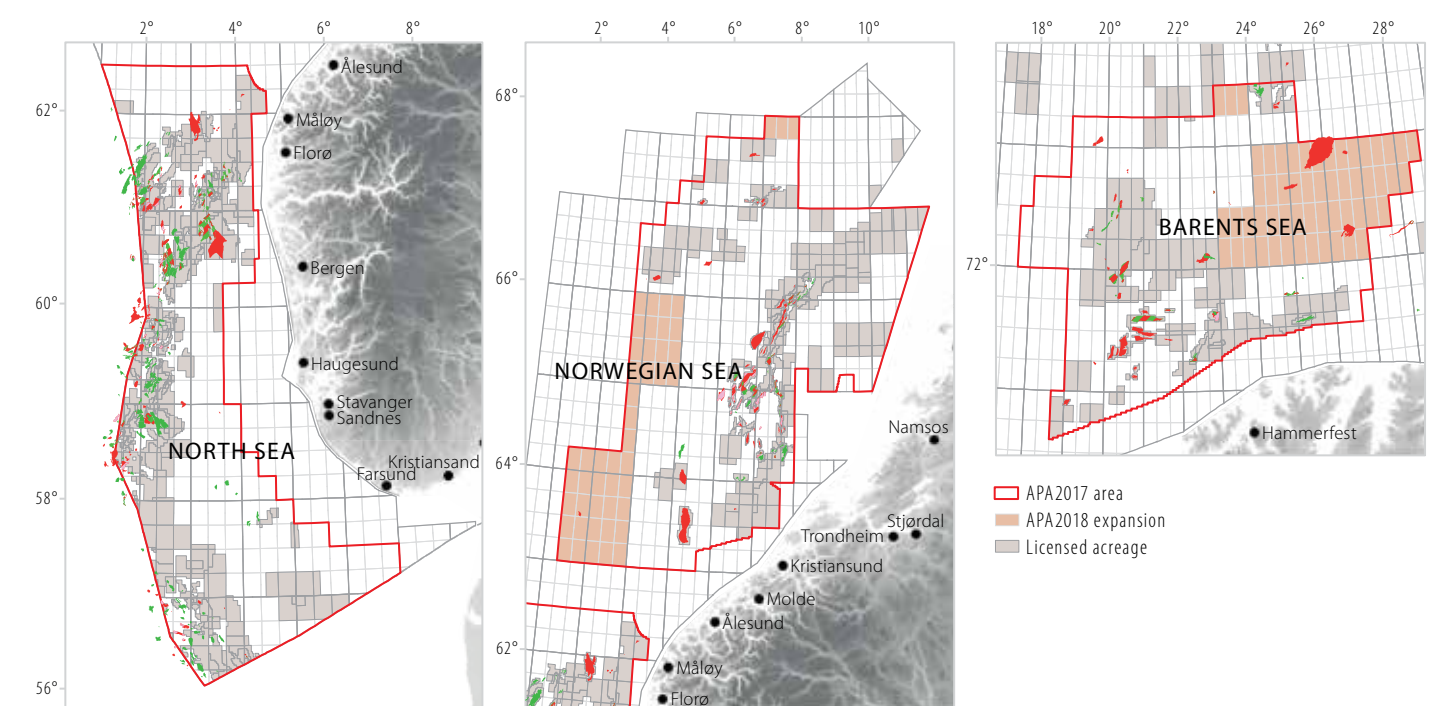 2° 4° 6° 8°
62°
60°
58°
56°
Ålesund
Måløy
Florø
Bergen
Haugesund
Stavanger
Sandnes
NORTH SEA
Kristiansand
Farsund
2° 4° 6° 8° 10°
68°
66°
64°
62°
NORWEGIAN SEA
Namsos
Stjørdal
Trondheim
Kristiansund
Molde
Ålesund
Måløy
Florø
18° 20° 22° 24° 26° 28°
72°
BARENTS SEA
Hammerfest
APA2017 area
APA2018 expansion
Licensed acreage